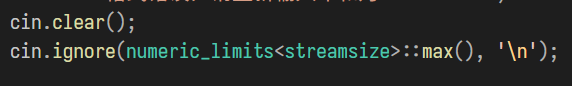 cin.clear();
cin.ignore(numeric_limits<streamsize>::max(), '\n');